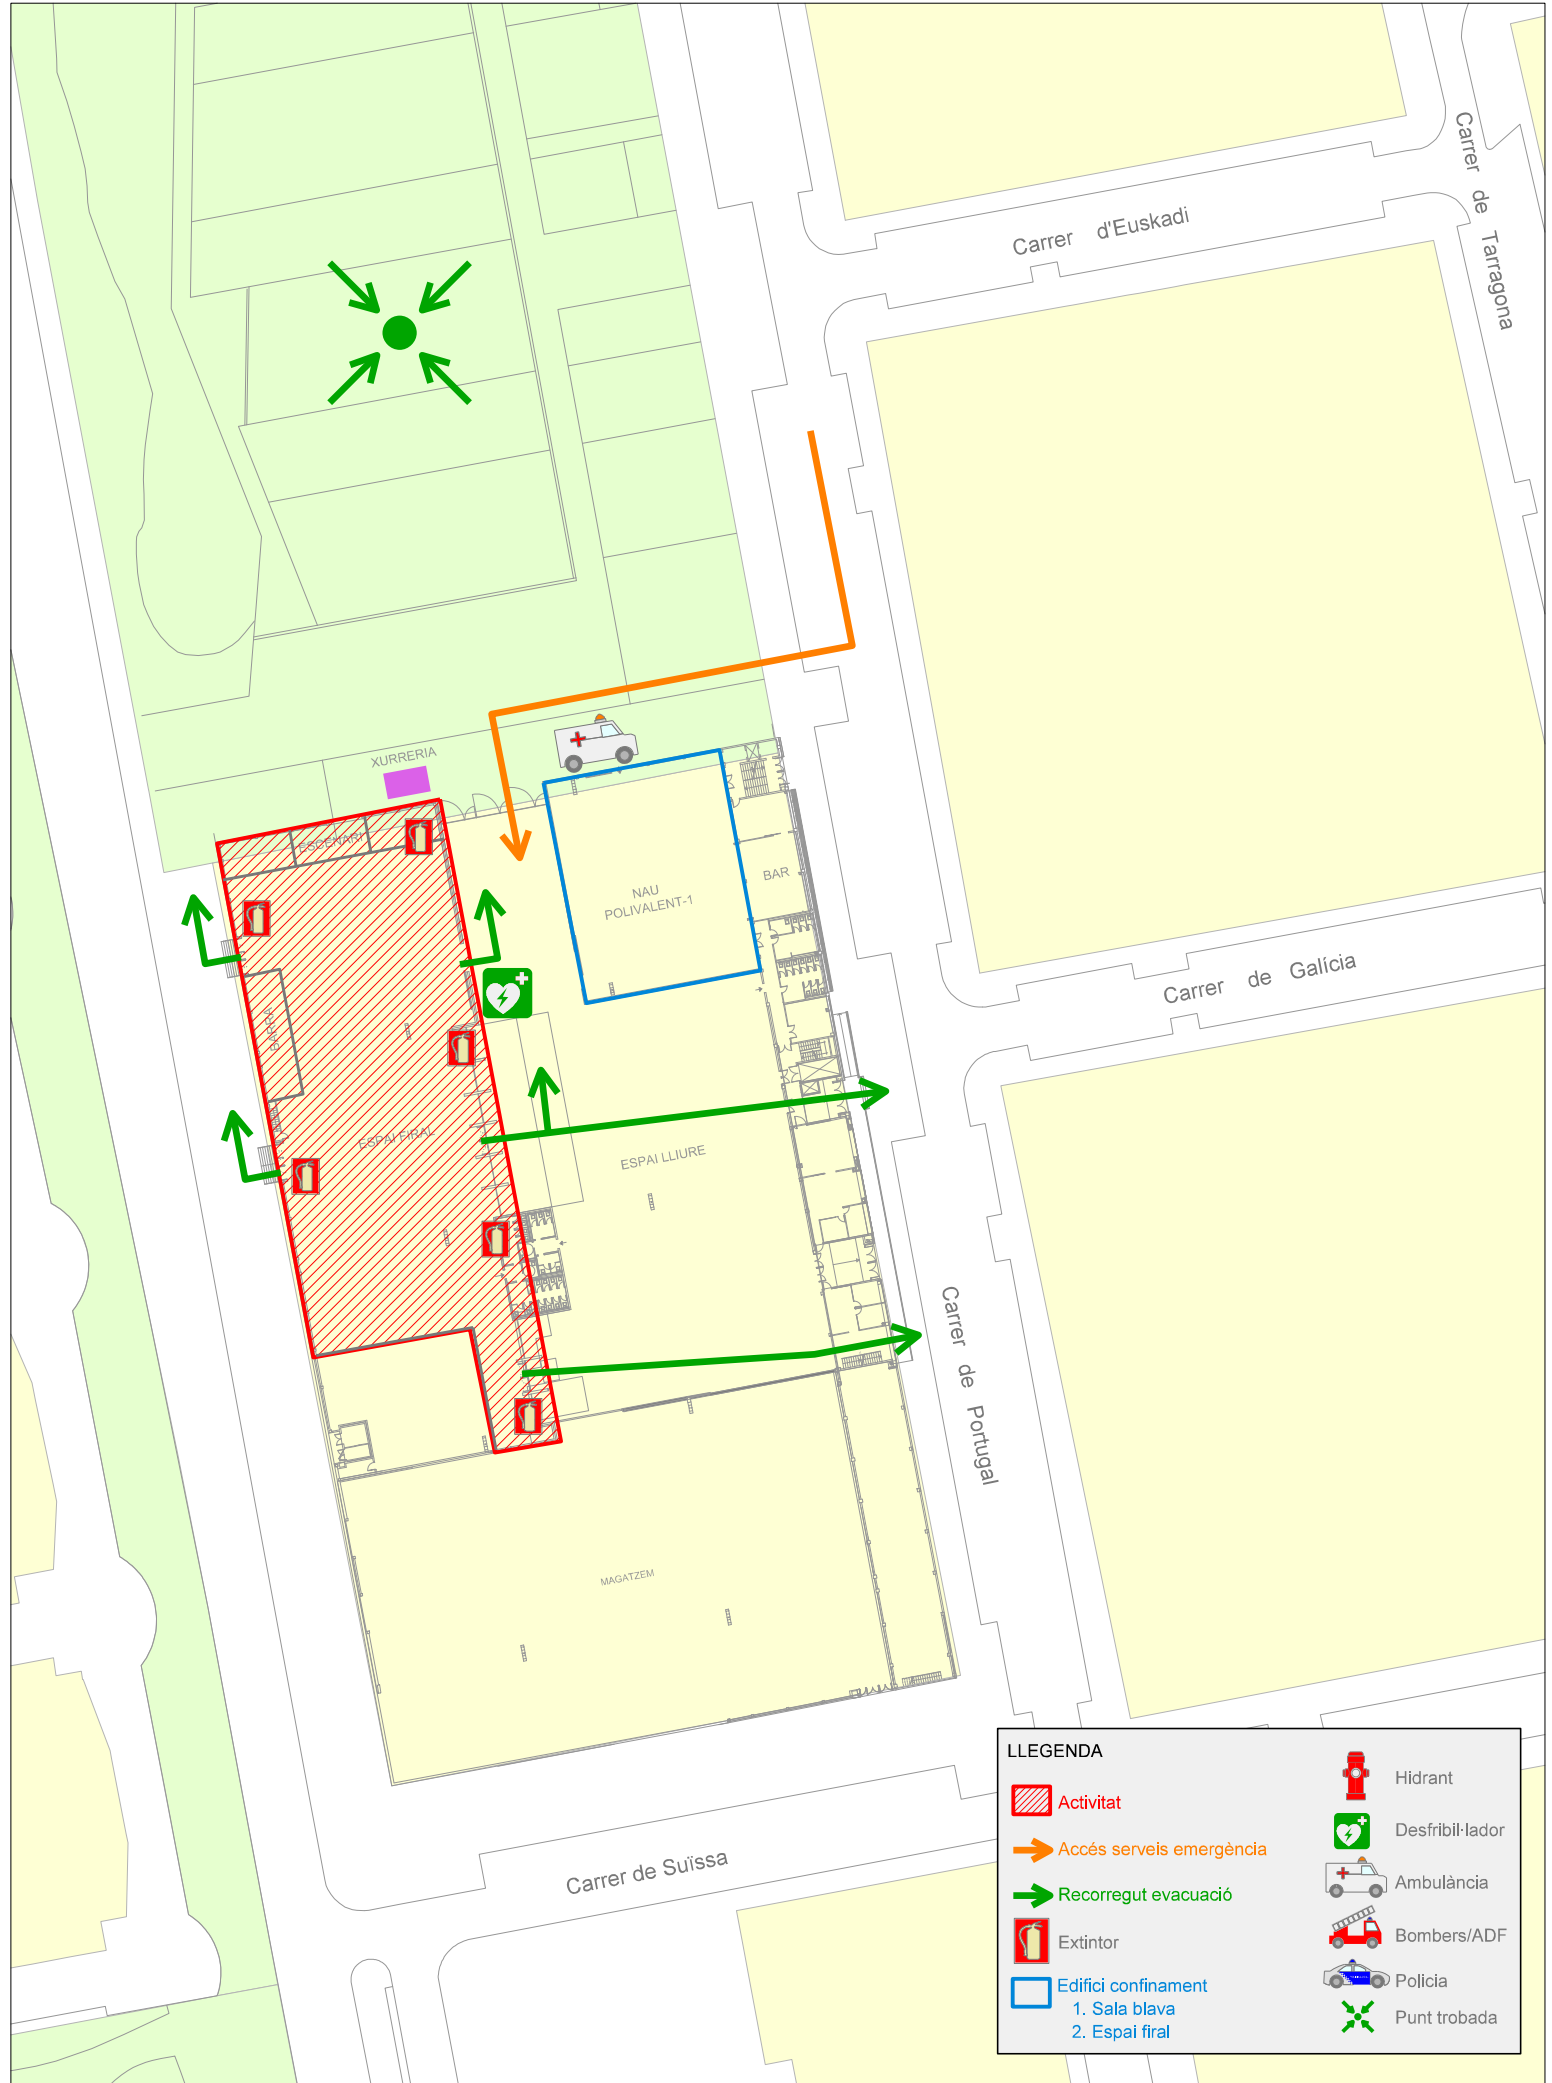 Carrer de Tarragona
Carrer d'Euskadi
XURRERIA
ESCENARI
BAR
NAU
POLIVALENT-1
Carrer de Galícia
BARRA
ESPAI FIRAL
ESPAI LLIURE
Carrer de Portugal
MAGATZEM
Carrer de Suïssa
LLEGENDA
Activitat
Accés serveis emergència
Recorregut evacuació
Extintor
Edifici confinament
1. Sala blava
2. Espai firal
Hidrant
Desfribil·lador
Ambulància
Bombers/ADF
Policia
Punt trobada